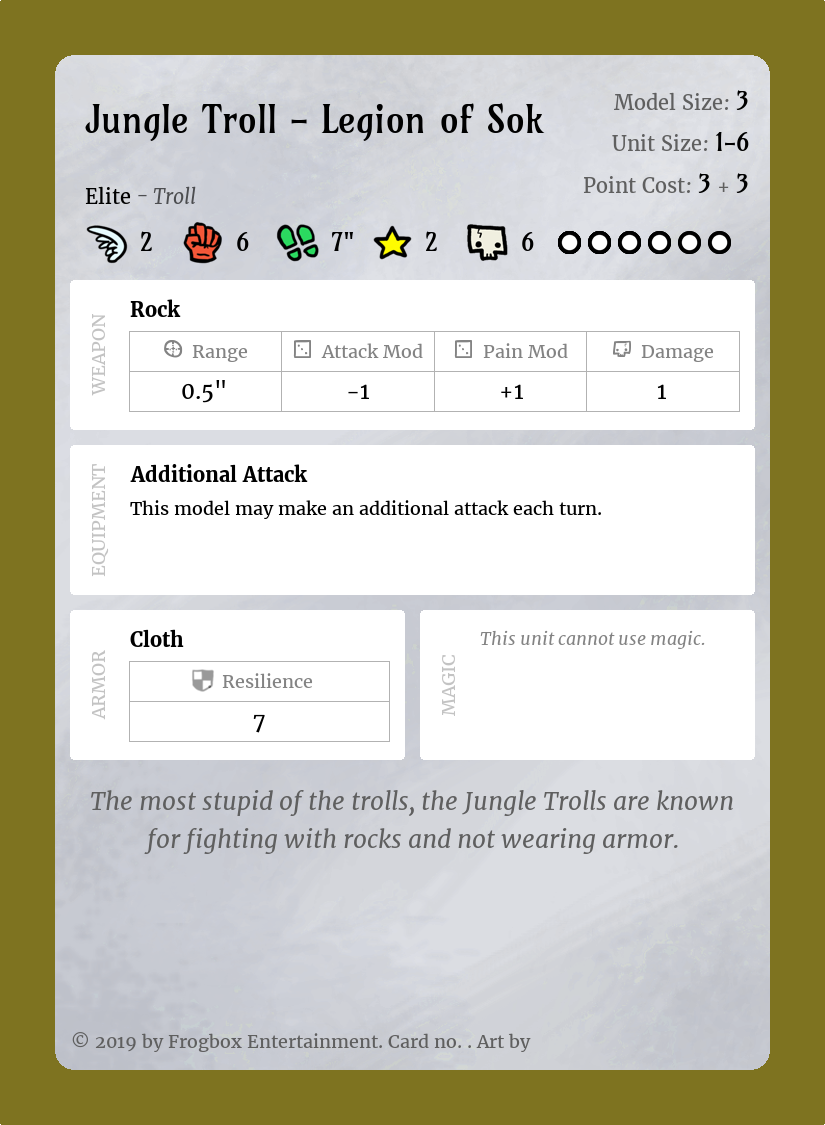 Jungle Troll - Legion of Sok
Model Size: 3
Unit Size: 1-6
Point Cost: 3 + 3
Elite - Troll
2 6 7" 2 6
WEAPON
Rock
Range Attack Mod Pain Mod Damage
0.5" -1 +1 1
EQUIPMENT
Additional Attack
This model may make an additional attack each turn.
ARMOR
Cloth
Resilience
7
MAGIC
This unit cannot use magic.
The most stupid of the trolls, the Jungle Trolls are known
for fighting with rocks and not wearing armor.
© 2019 by Frogbox Entertainment. Card no. . Art by